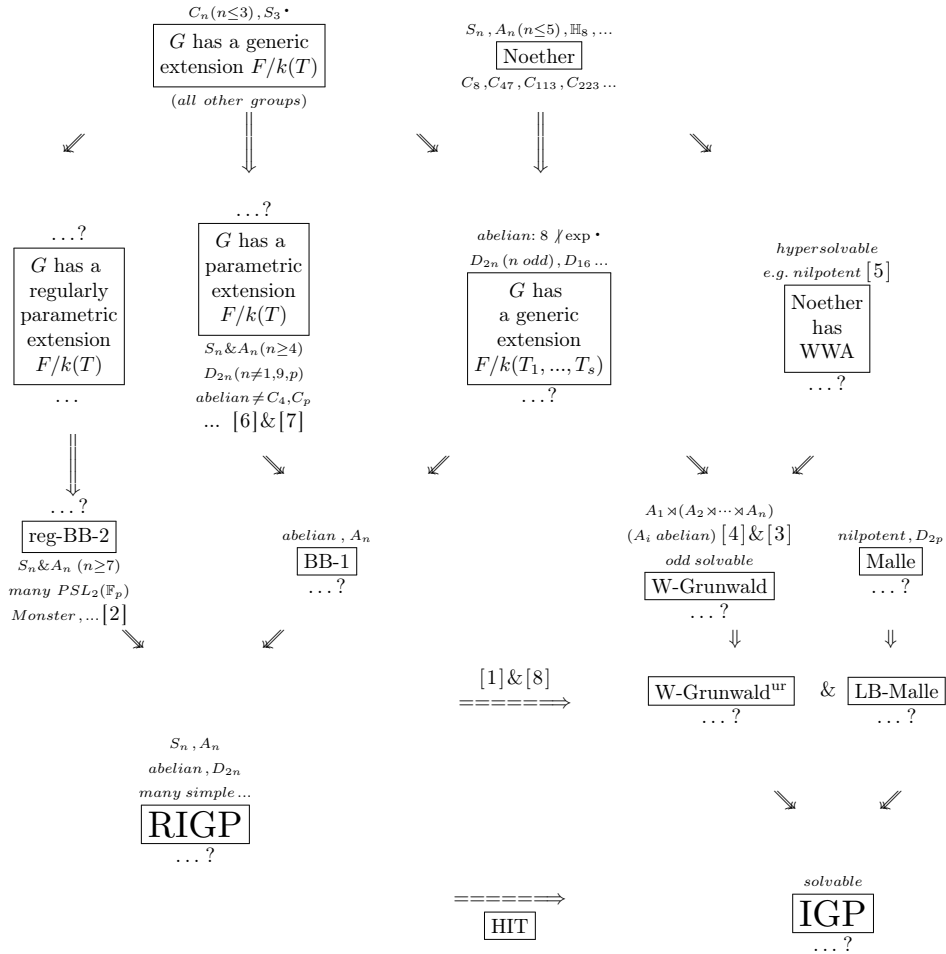 C_n(n≤3), S_3 •
G has a generic
extension F/k(T)
(all other groups)
S_n, A_n(n≤5), ℍ_8, ...
Noether
C_8, C_47, C_113, C_223 ...
...?
G has a
regularly
parametric
extension
F/k(T)
...
...?
G has a
parametric
extension
F/k(T)
S_n&A_n(n≥4)
D_2n(n≠1,9,p)
abelian≠C_4,C_p
... [6]&[7]
abelian: 8 ∤ exp •
D_2n(n odd), D_16 ...
G has
a generic
extension
F/k(T_1, ..., T_s)
...?
hypersolvable
e.g. nilpotent [5]
Noether
has
WWA
...?
...?
reg-BB-2
S_n&A_n (n≥7)
many PSL_2(𝔽_p)
Monster, ... [2]
abelian, A_n
BB-1
...?
A_1⋊(A_2⋊⋯⋊A_n)
(A_i abelian) [4]&[3]
odd solvable
W-Grunwald
...?
nilpotent, D_2p
Malle
...?
[1]&[8]
======⇒
W-Grunwald^ur & LB-Malle
...? ...?
S_n, A_n
abelian, D_2n
many simple ...
RIGP
...?
======⇒
HIT
solvable
IGP
...?